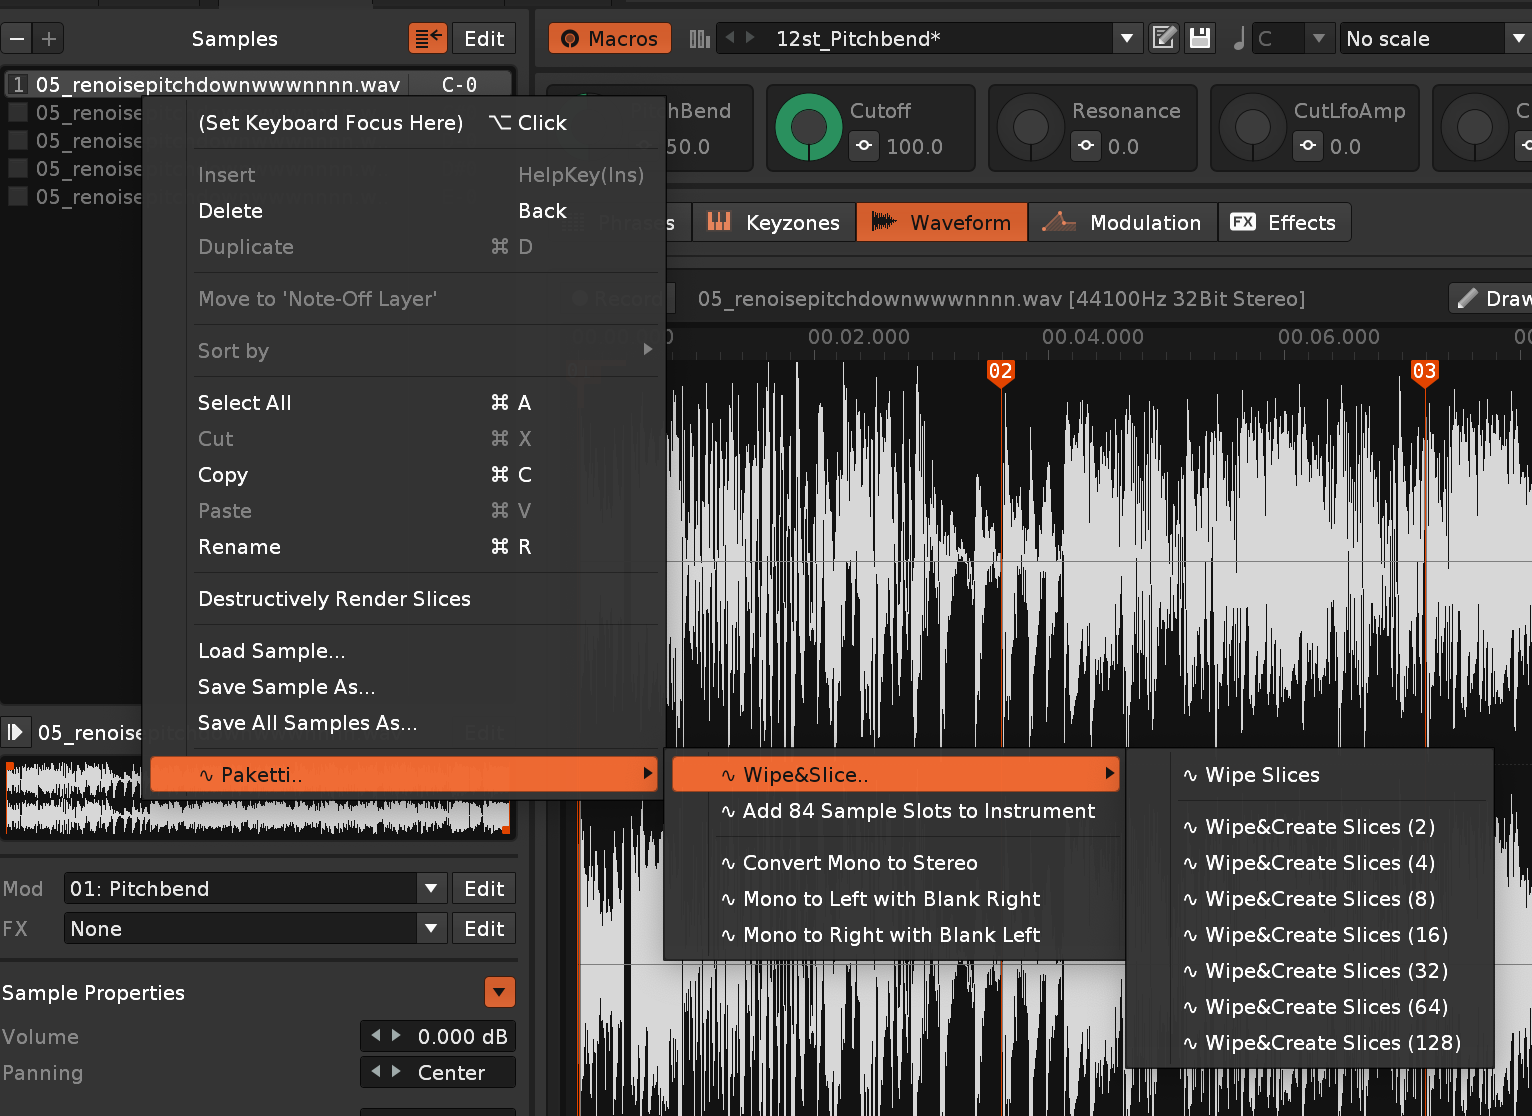 Samples
Edit
Macros
12st_Pitchbend*
C
No scale
1 05_renoisepitchdownwwwnnnn.wav C-0
05_renoise
05_renoise
05_renoise
05_renoise
hBend
50.0
Cutoff
100.0
Resonance
0.0
CutLfoAmp
0.0
C
(Set Keyboard Focus Here) ⌥ Click
Insert HelpKey(Ins)
Delete Back
Duplicate ⌘ D
Move to 'Note-Off Layer'
Sort by
Select All ⌘ A
Cut ⌘ X
Copy ⌘ C
Paste ⌘ V
Rename ⌘ R
Destructively Render Slices
Load Sample...
Save Sample As...
Save All Samples As...
∿ Paketti..
Phrases
Keyzones
Waveform
Modulation
FX Effects
Record
05_renoisepitchdownwwwnnnn.wav [44100Hz 32Bit Stereo]
Draw
00.02.000
00.04.000
00.06.000
00
02
03
05_renoise
Edit
∿ Wipe&Slice..
∿ Add 84 Sample Slots to Instrument
∿ Convert Mono to Stereo
∿ Mono to Left with Blank Right
∿ Mono to Right with Blank Left
∿ Wipe Slices
∿ Wipe&Create Slices (2)
∿ Wipe&Create Slices (4)
∿ Wipe&Create Slices (8)
∿ Wipe&Create Slices (16)
∿ Wipe&Create Slices (32)
∿ Wipe&Create Slices (64)
∿ Wipe&Create Slices (128)
Mod 01: Pitchbend Edit
FX None Edit
Sample Properties
Volume 0.000 dB
Panning Center